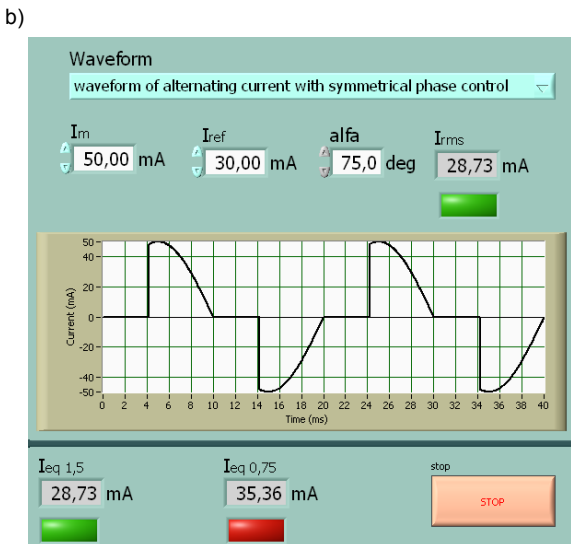 b)
Waveform
waveform of alternating current with symmetrical phase control
Im Iref alfa Irms
50,00 mA 30,00 mA 75,0 deg 28,73 mA
Current (mA)
50
40
20
0
-20
-40
-50
0 2 4 6 8 10 12 14 16 18 20 22 24 26 28 30 32 34 36 38 40
Time (ms)
Ieq 1,5 Ieq 0,75 stop
28,73 mA 35,36 mA STOP